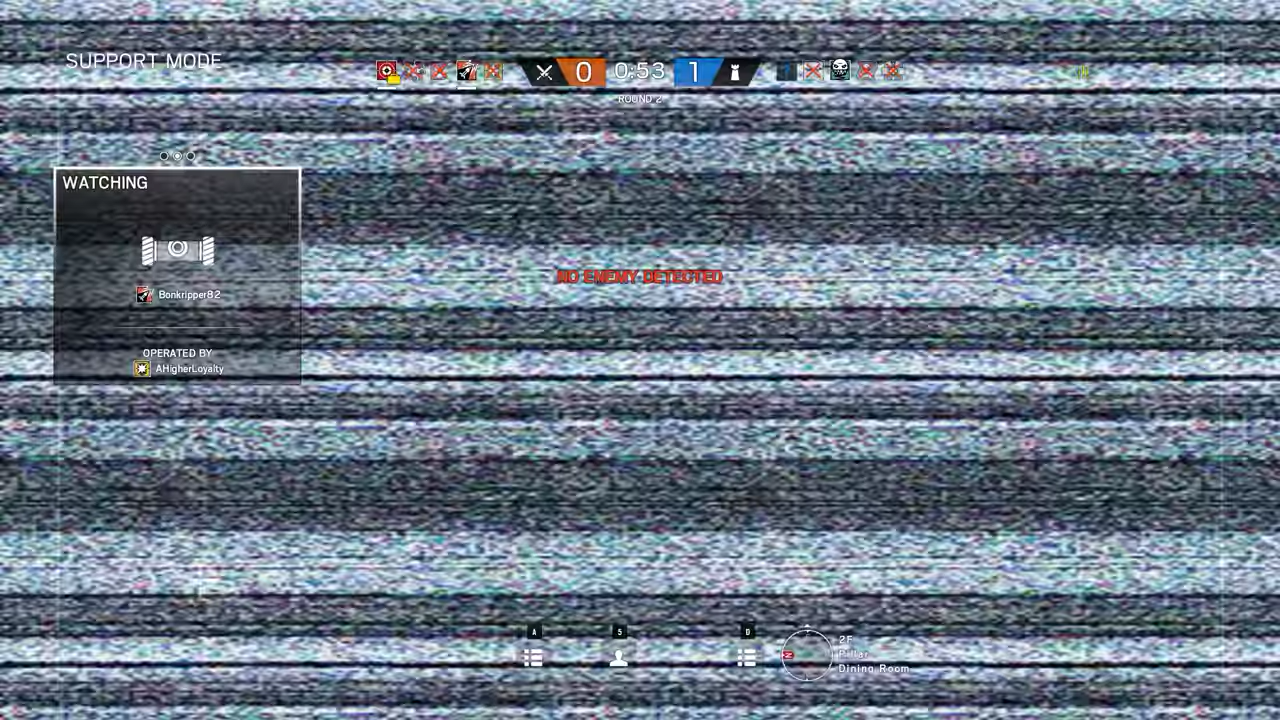 SUPPORT MODE
0 0:53 1
ROUND 2
WATCHING
NO ENEMY DETECTED
Bonkripper82
OPERATED BY
AHigherLoyalty
A S D
2F
Pillar
Dining Room
N